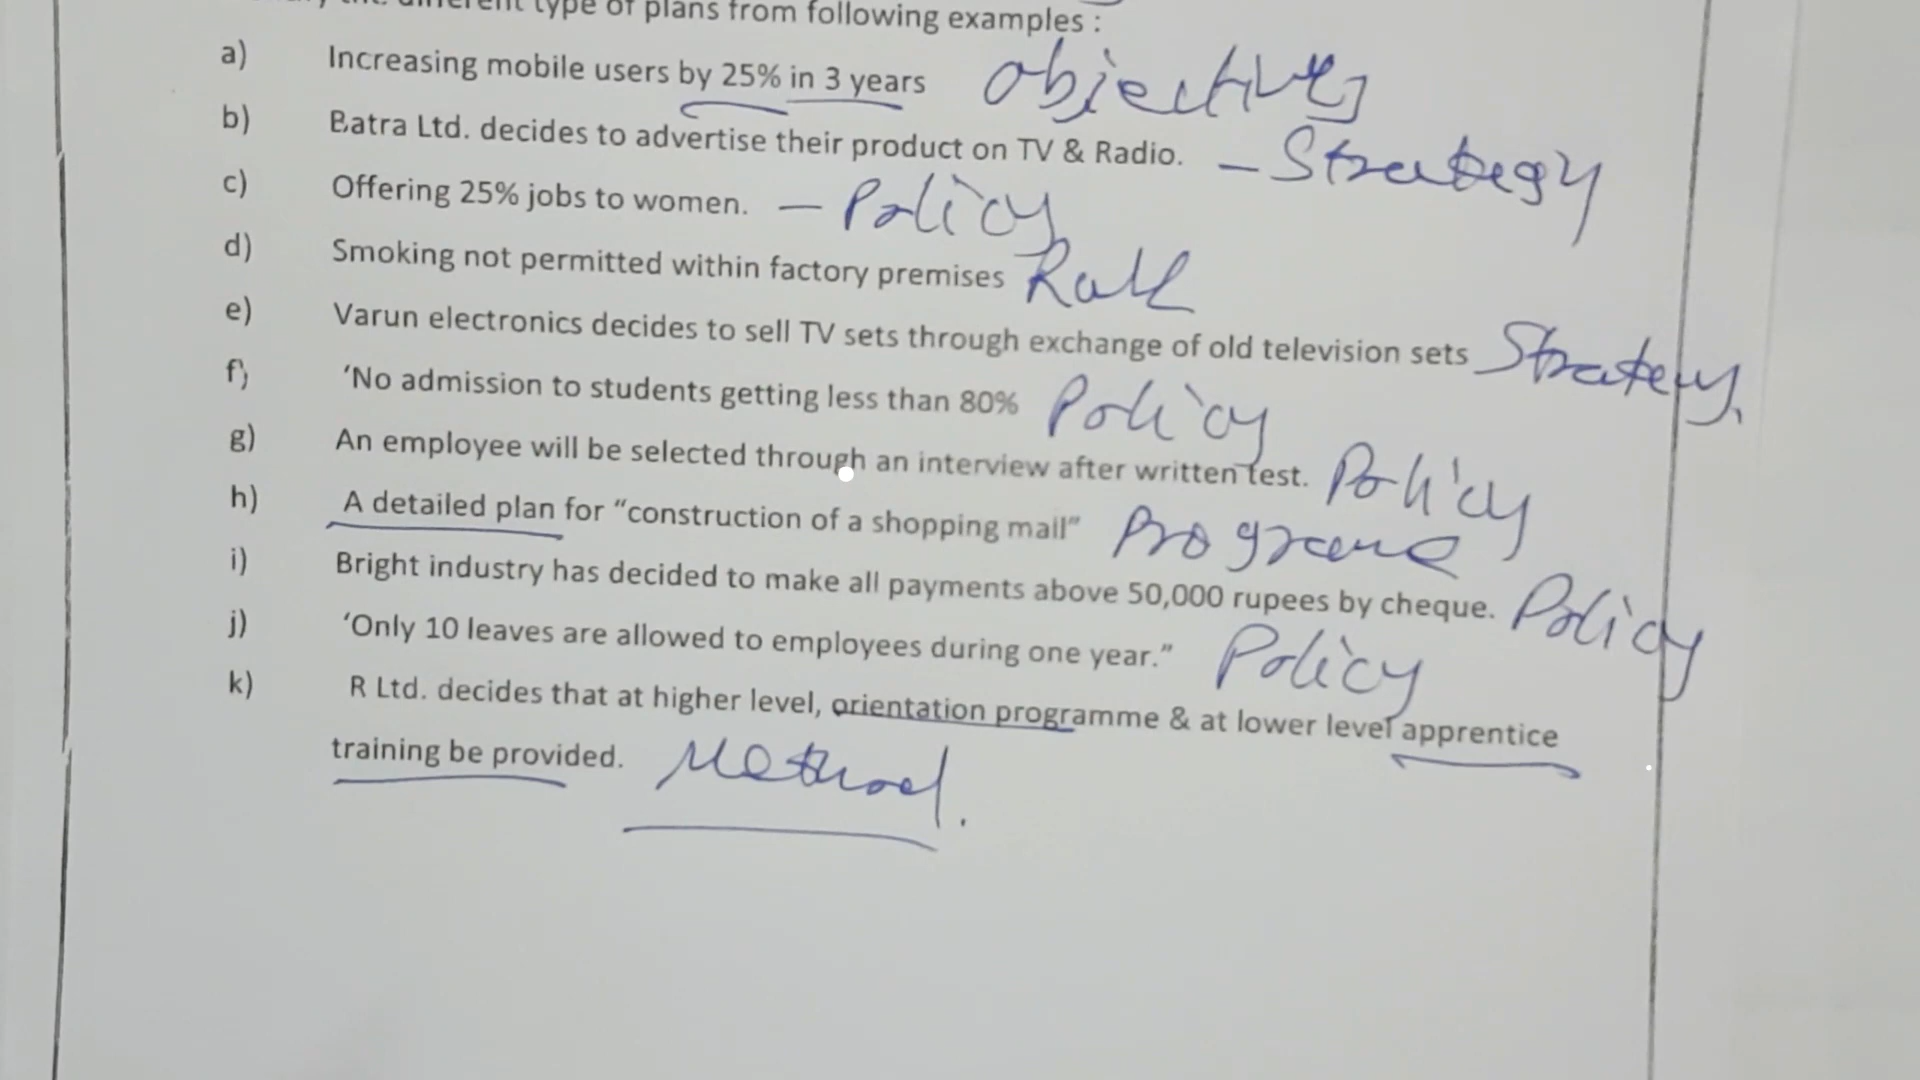 different type of plans from following examples :
a) Increasing mobile users by 25% in 3 years Objectives
b) Batra Ltd. decides to advertise their product on TV & Radio. - Strategy
c) Offering 25% jobs to women. - Policy
d) Smoking not permitted within factory premises Rule
e) Varun electronics decides to sell TV sets through exchange of old television sets Strategy.
f) ‘No admission to students getting less than 80% Policy
g) An employee will be selected through an interview after written test. Policy
h) A detailed plan for “construction of a shopping mail” Programe
i) Bright industry has decided to make all payments above 50,000 rupees by cheque. Policy
j) ‘Only 10 leaves are allowed to employees during one year.” Policy
k) R Ltd. decides that at higher level, orientation programme & at lower level apprentice
training be provided. Method.